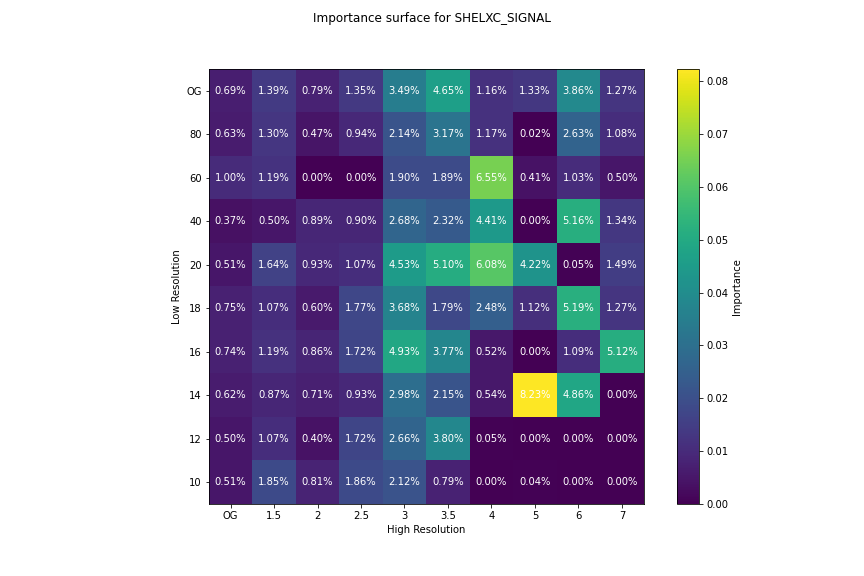 Importance surface for SHELXC_SIGNAL
OG 0.69% 1.39% 0.79% 1.35% 3.49% 4.65% 1.16% 1.33% 3.86% 1.27%
80 0.63% 1.30% 0.47% 0.94% 2.14% 3.17% 1.17% 0.02% 2.63% 1.08%
60 1.00% 1.19% 0.00% 0.00% 1.90% 1.89% 6.55% 0.41% 1.03% 0.50%
40 0.37% 0.50% 0.89% 0.90% 2.68% 2.32% 4.41% 0.00% 5.16% 1.34%
20 0.51% 1.64% 0.93% 1.07% 4.53% 5.10% 6.08% 4.22% 0.05% 1.49%
18 0.75% 1.07% 0.60% 1.77% 3.68% 1.79% 2.48% 1.12% 5.19% 1.27%
16 0.74% 1.19% 0.86% 1.72% 4.93% 3.77% 0.52% 0.00% 1.09% 5.12%
14 0.62% 0.87% 0.71% 0.93% 2.98% 2.15% 0.54% 8.23% 4.86% 0.00%
12 0.50% 1.07% 0.40% 1.72% 2.66% 3.80% 0.05% 0.00% 0.00% 0.00%
10 0.51% 1.85% 0.81% 1.86% 2.12% 0.79% 0.00% 0.04% 0.00% 0.00%
OG 1.5 2 2.5 3 3.5 4 5 6 7
High Resolution
Low Resolution
0.08
0.07
0.06
0.05
0.04
0.03
0.02
0.01
0.00
Importance